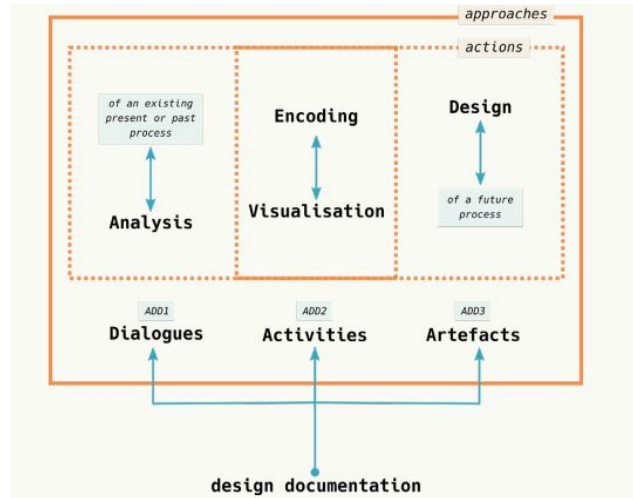 approaches
actions
of an existing
present or past
process
Analysis
Encoding
Visualisation
Design
of a future
process
ADD1
Dialogues
ADD2
Activities
ADD3
Artefacts
design documentation